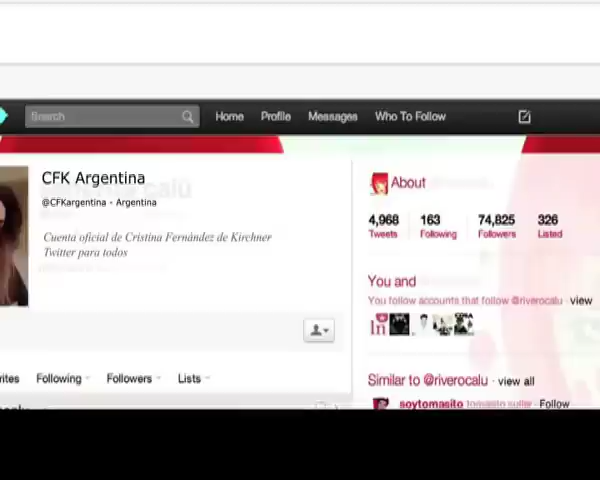 Search
Home Profile Messages Who To Follow
CFK Argentina
@CFKargentina - Argentina
Cuenta oficial de Cristina Fernández de Kirchner
Twitter para todos
Following Followers Lists
About
4,968 163 74,825 326
Tweets Following Followers Listed
You and
You follow accounts that follow @riverocalu · view
Similar to @riverocalu · view all
soytomasito tomasito sufer · Follow